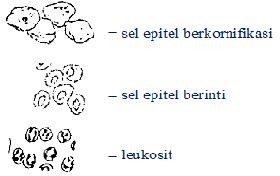 – sel epitel berkornifikasi
– sel epitel berinti
– leukosit